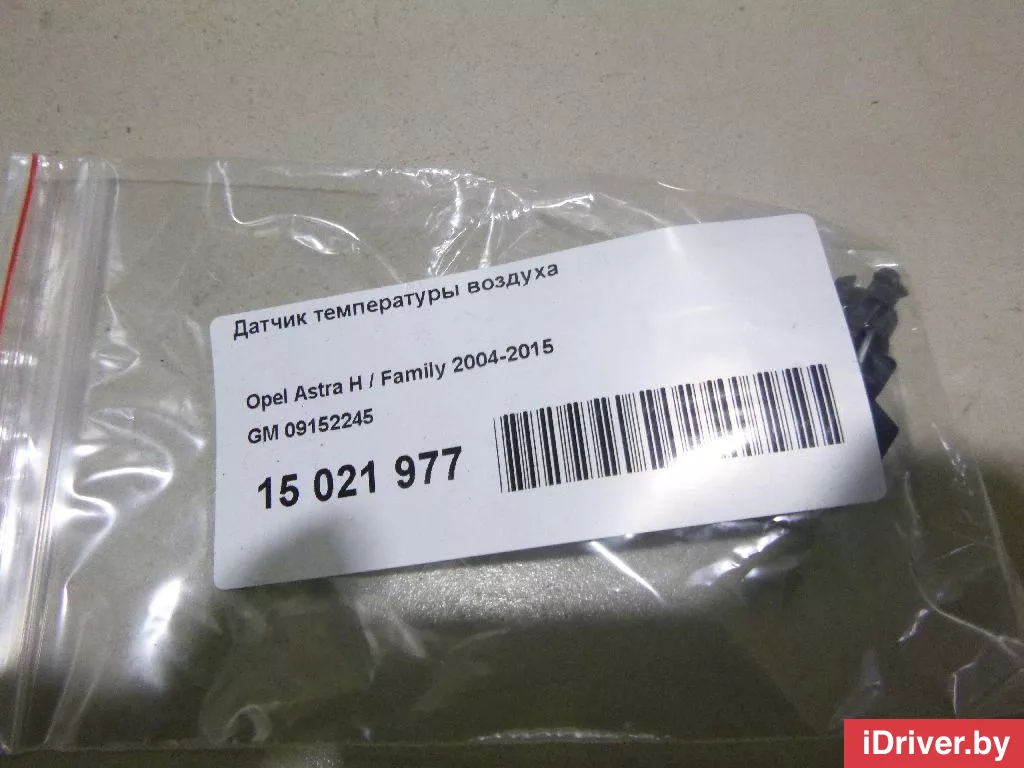 Датчик температуры воздуха
Opel Astra H / Family 2004-2015
GM 09152245
15 021 977
iDriver.by